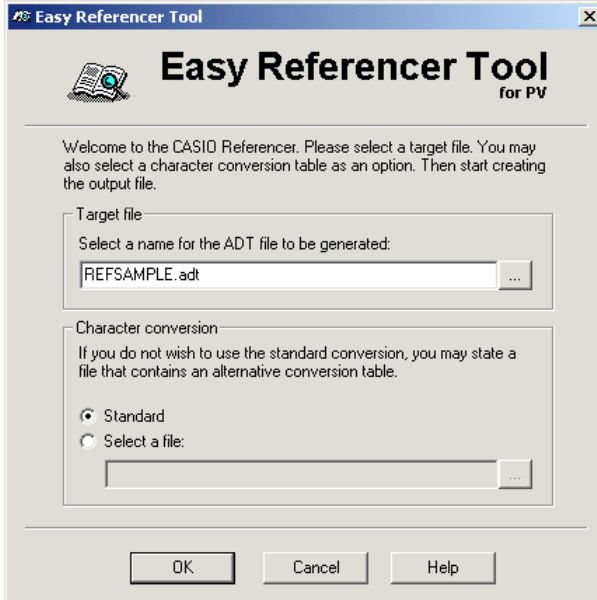 Easy Referencer Tool
Easy Referencer Tool
for PV
Welcome to the CASIO Referencer. Please select a target file. You may
also select a character conversion table as an option. Then start creating
the output file.
Target file
Select a name for the ADT file to be generated:
REFSAMPLE.adt
...
Character conversion
If you do not wish to use the standard conversion, you may state a
file that contains an alternative conversion table.
Standard
Select a file:
...
OK Cancel Help